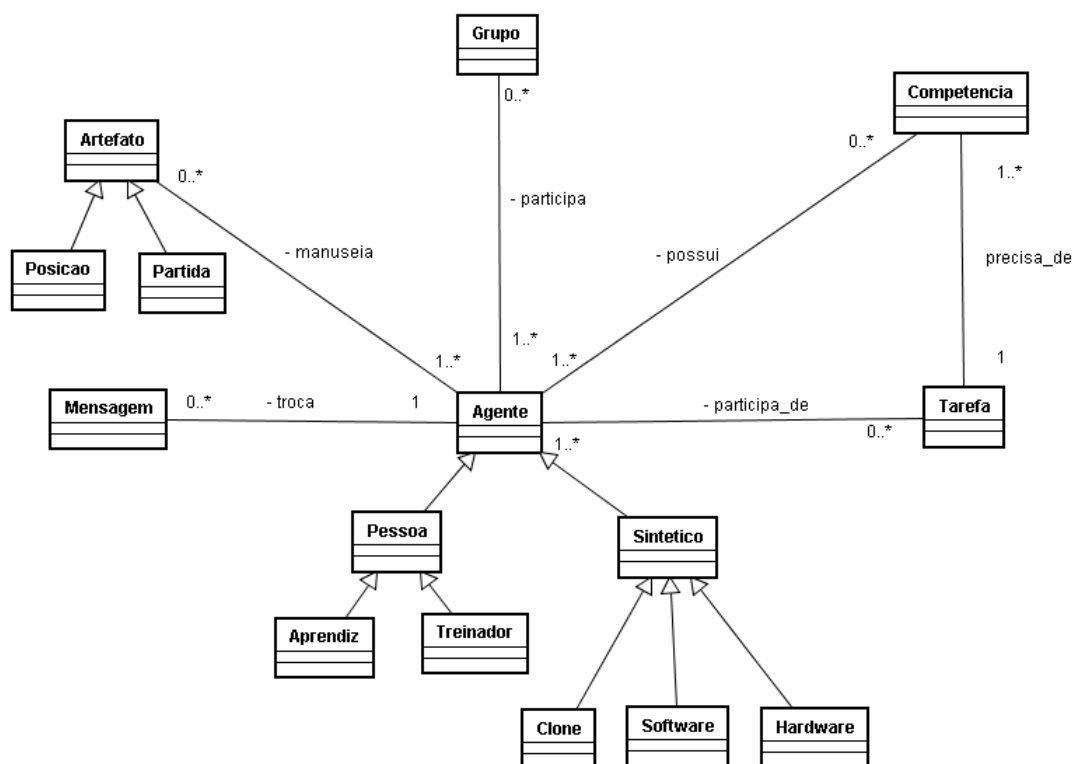 Grupo
0..*
Competencia
Artefato
0..*
0..*
1..*
- participa
- manuseia
- possui
precisa_de
Posicao
Partida
1..*
1..*
1..*
1
Mensagem
0..*
- troca
1
Agente
- participa_de
Tarefa
1..*
0..*
Pessoa
Sintetico
Aprendiz
Treinador
Clone
Software
Hardware